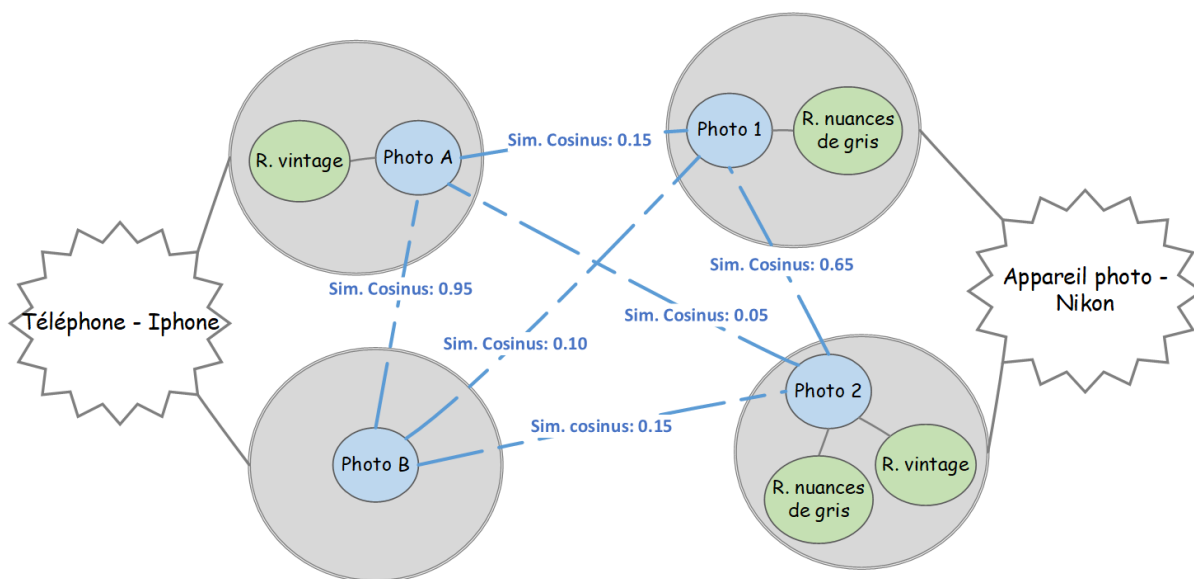 R. vintage
Photo A
Sim. Cosinus: 0.15
Photo 1
R. nuances
de gris
Téléphone - Iphone
Sim. Cosinus: 0.95
Sim. Cosinus: 0.10
Sim. Cosinus: 0.65
Sim. Cosinus: 0.05
Appareil photo -
Nikon
Photo B
Sim. cosinus: 0.15
Photo 2
R. nuances
de gris
R. vintage